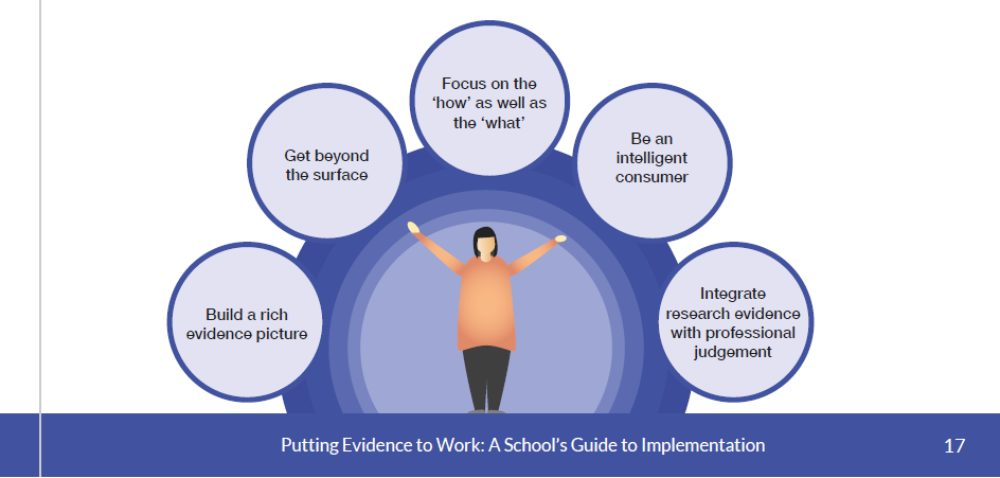 Focus on the
'how' as well as
the 'what'
Get beyond
the surface
Be an
intelligent
consumer
Build a rich
evidence picture
Integrate
research evidence
with professional
judgement
Putting Evidence to Work: A School's Guide to Implementation
17